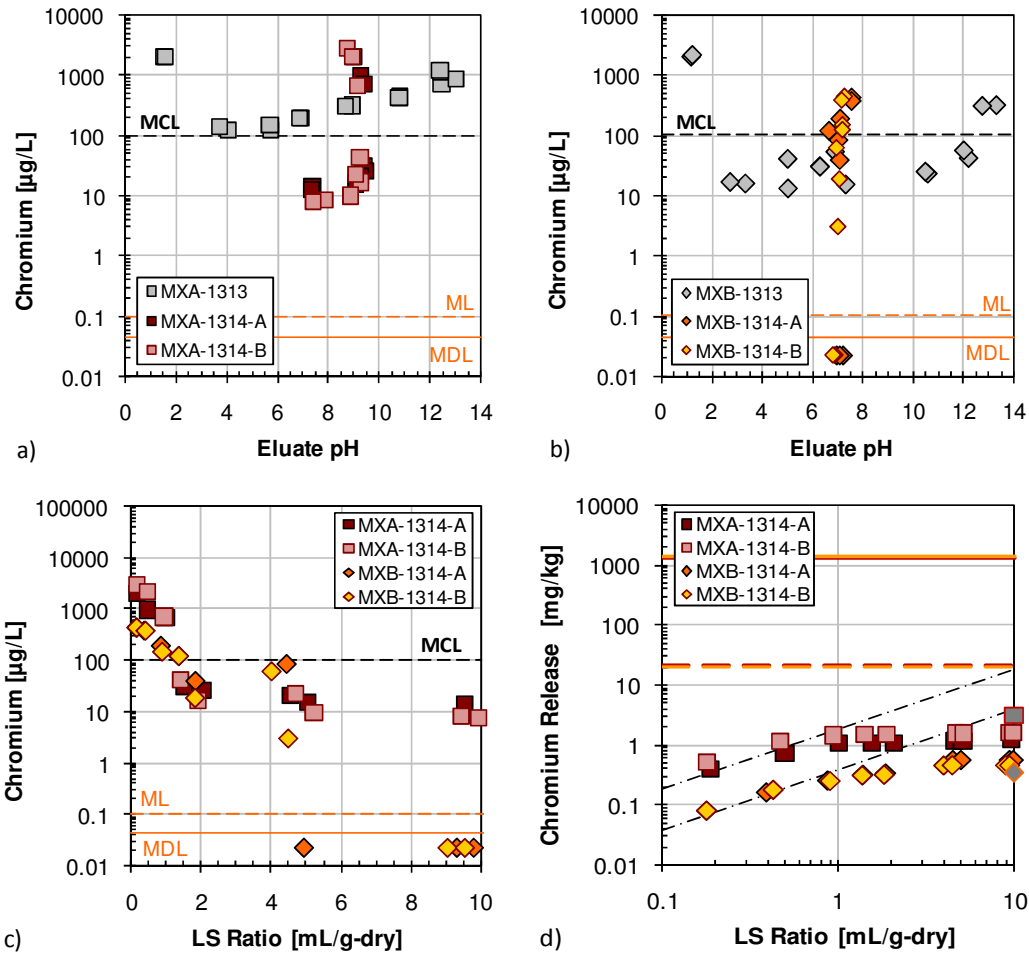 10000
1000
100
10
1
0.1
0.01
Chromium [µg/L]
MCL
MXA-1313
MXA-1314-A
MXA-1314-B
ML
MDL
0 2 4 6 8 10 12 14
Eluate pH
a)
10000
1000
100
10
1
0.1
0.01
Chromium [µg/L]
MCL
MXB-1313
MXB-1314-A
MXB-1314-B
ML
MDL
0 2 4 6 8 10 12 14
Eluate pH
b)
100000
10000
1000
100
10
1
0.1
0.01
Chromium [µg/L]
MXA-1314-A
MXA-1314-B
MXB-1314-A
MXB-1314-B
MCL
ML
MDL
0 2 4 6 8 10
LS Ratio [mL/g-dry]
c)
10000
1000
100
10
1
0.1
0.01
Chromium Release [mg/kg]
MXA-1314-A
MXA-1314-B
MXB-1314-A
MXB-1314-B
0.1 1 10
LS Ratio [mL/g-dry]
d)